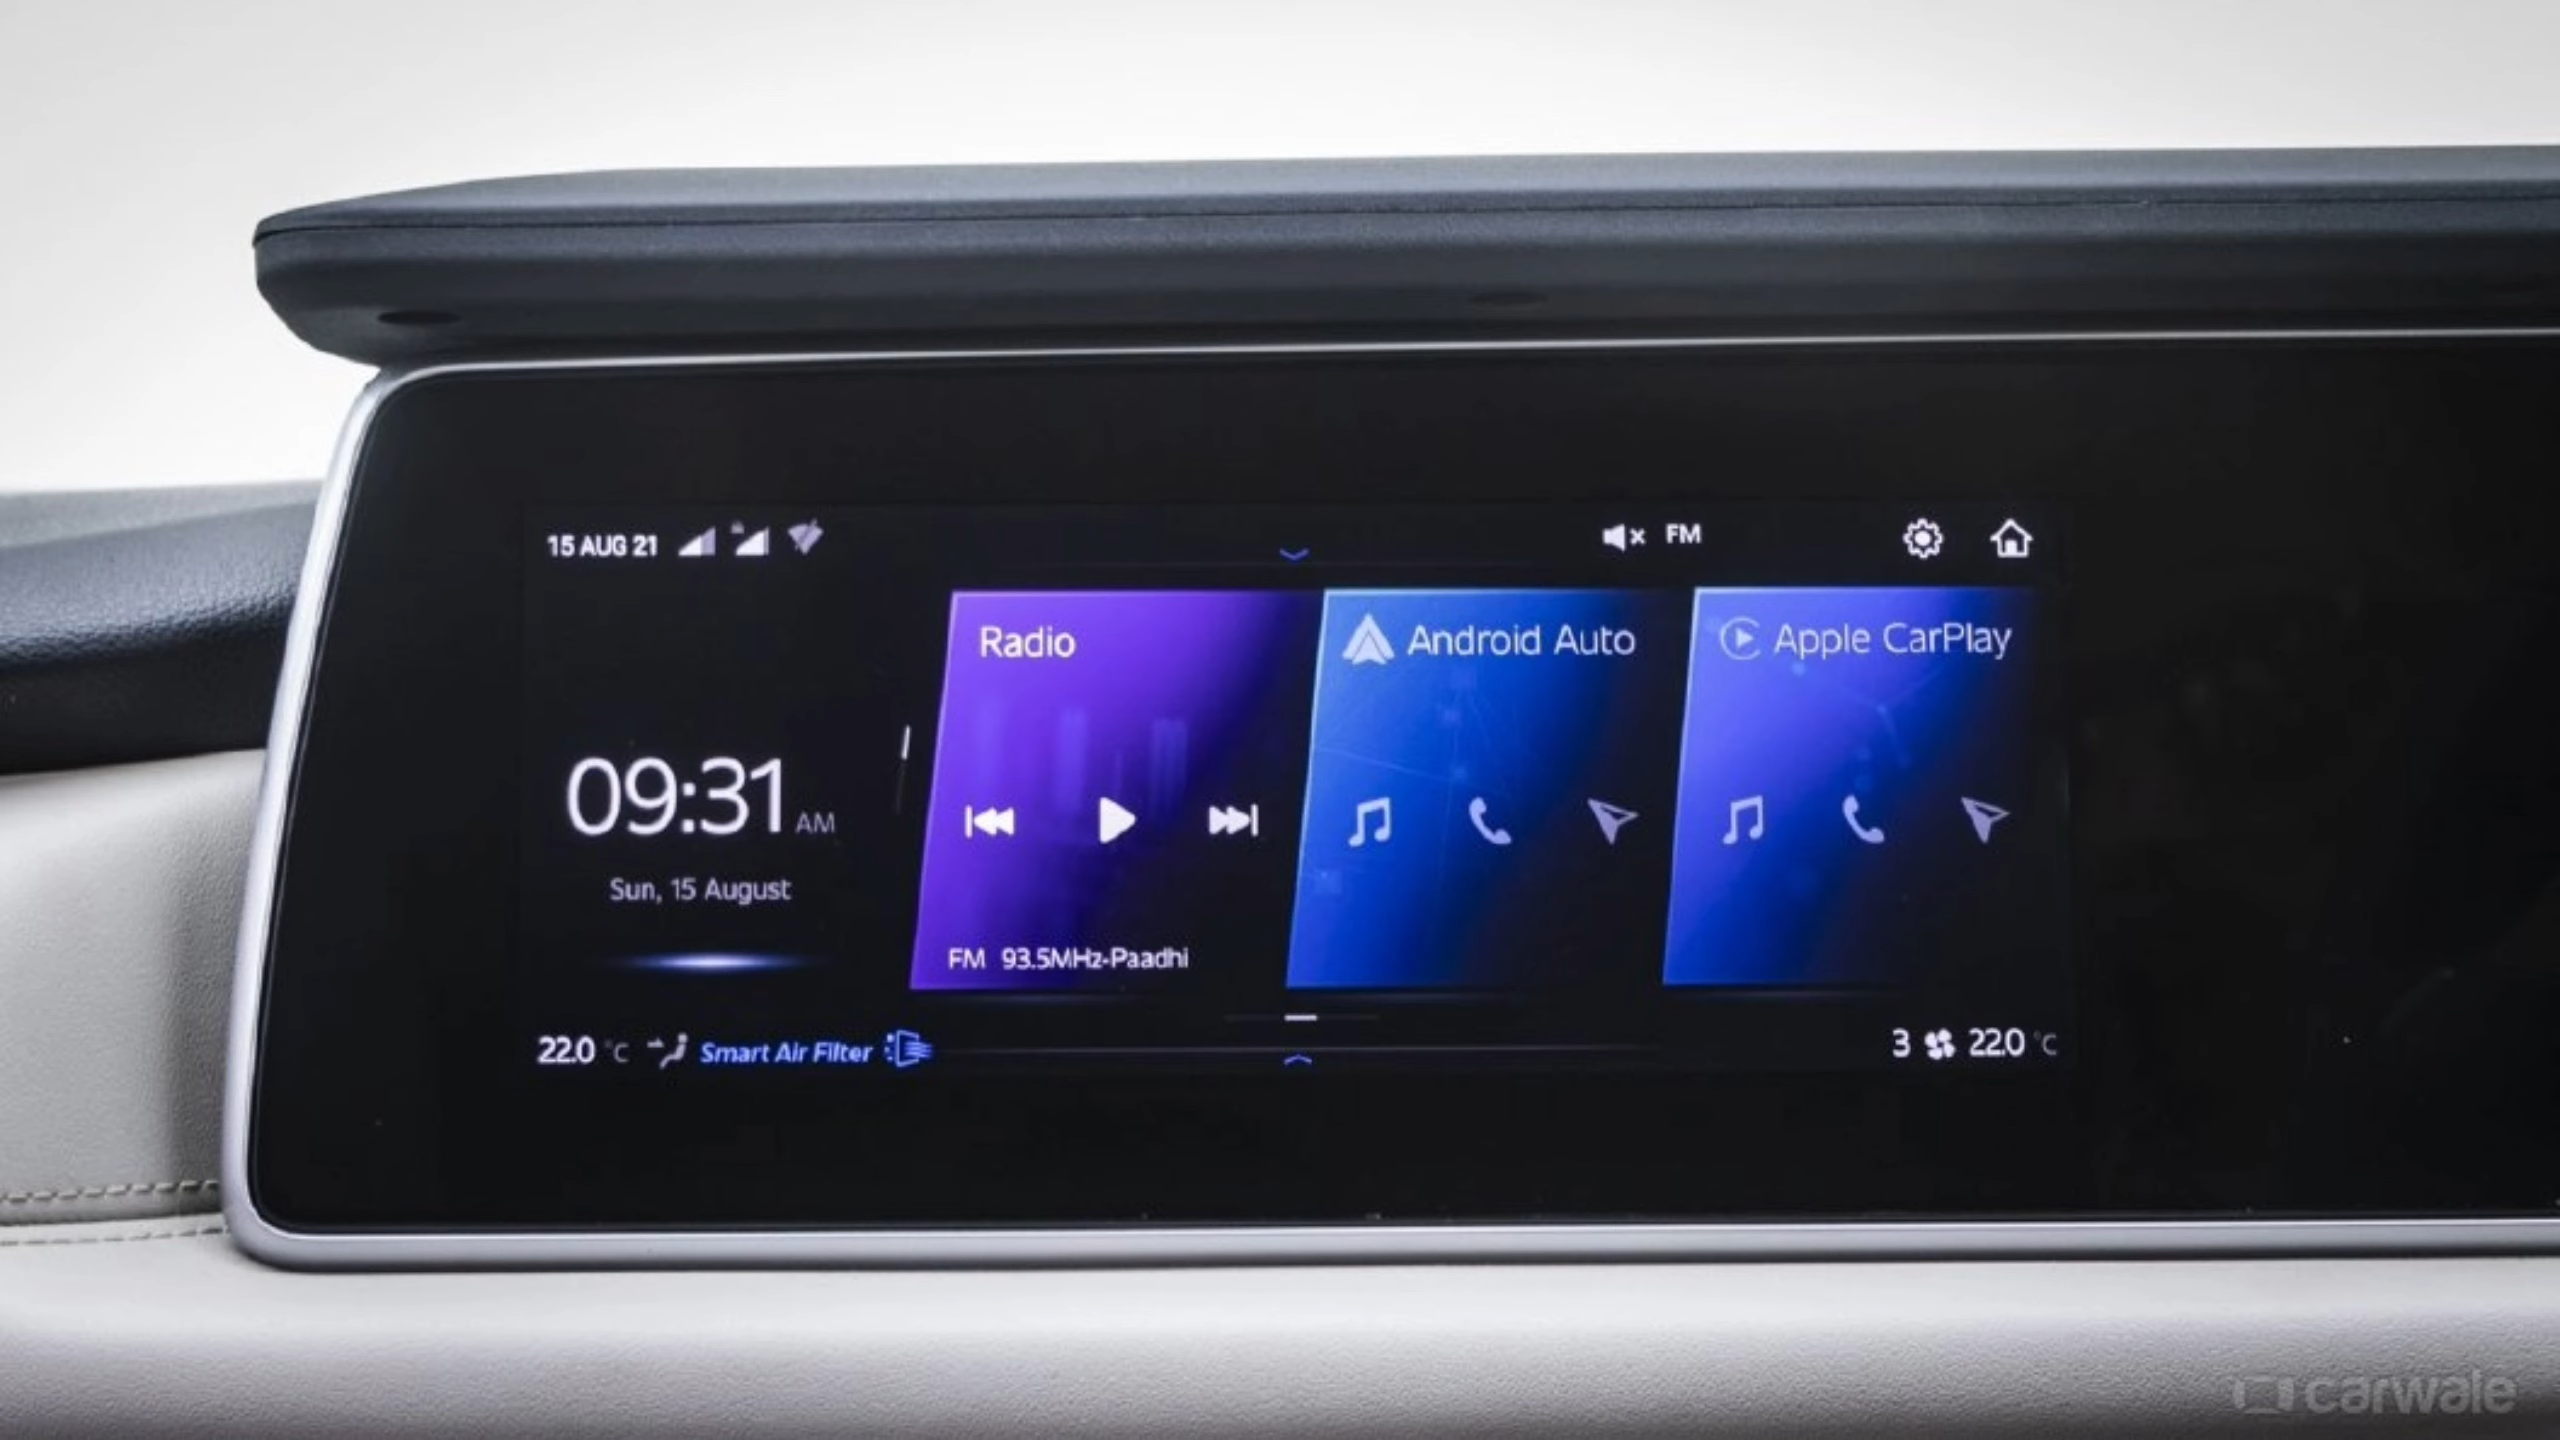 15 AUG 21
FM
Radio
Android Auto
Apple CarPlay
09:31 AM
Sun, 15 August
FM 93.5MHz-Paadhi
22.0 °C Smart Air Filter
3 22.0 °C
carwale